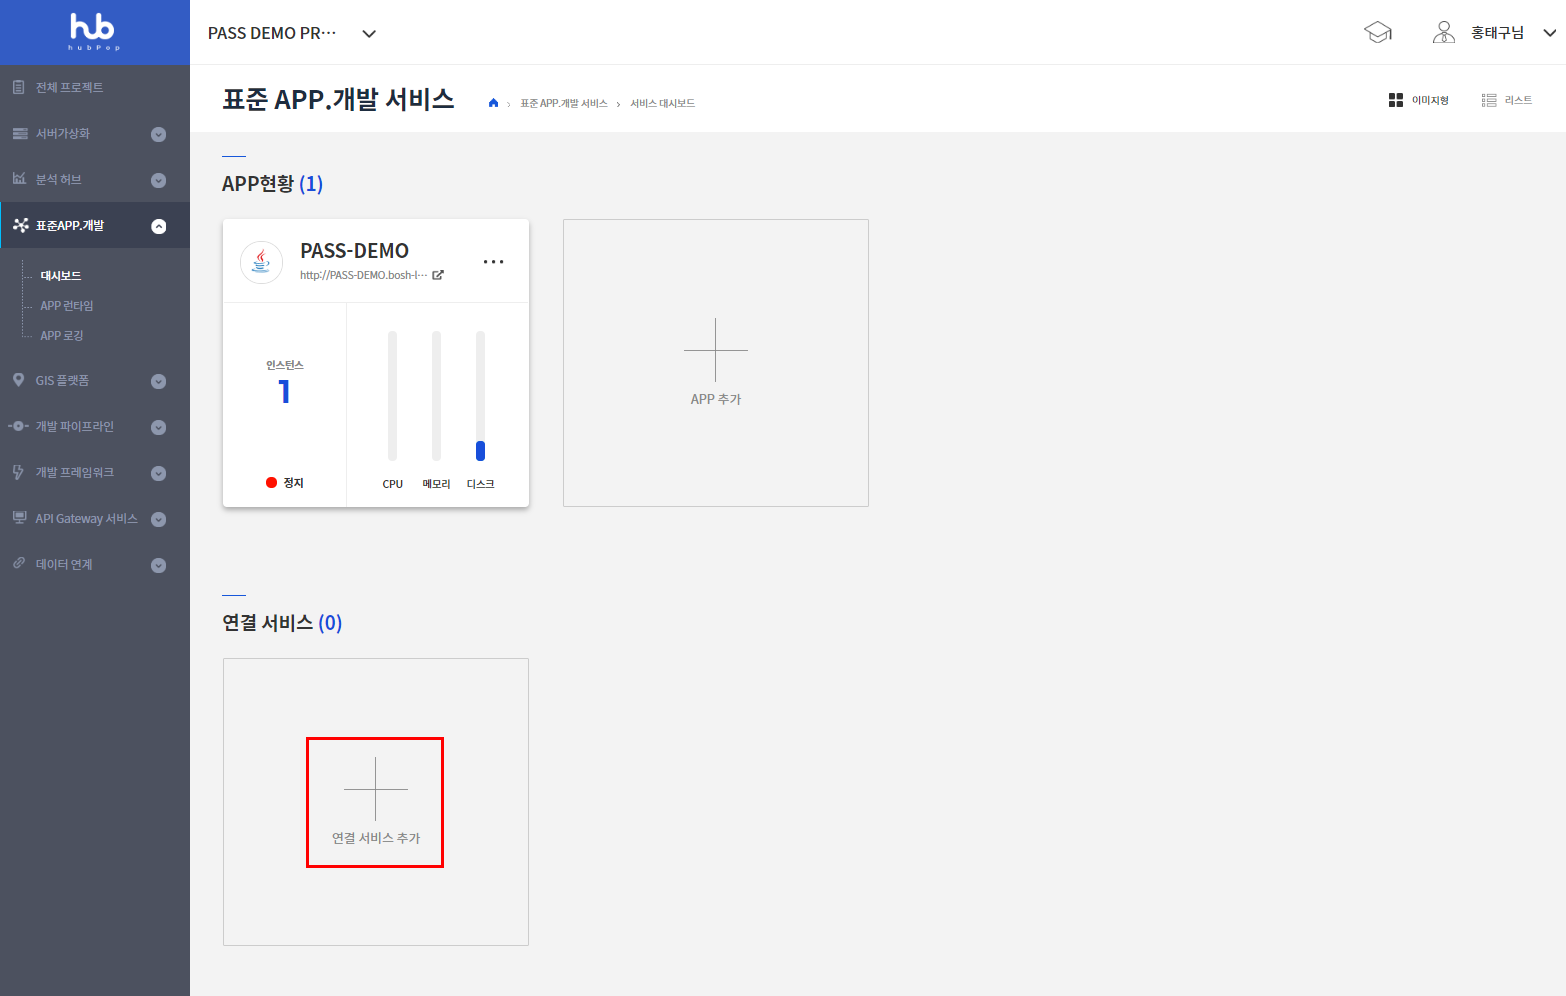 hub
hubPop
PASS DEMO PR···
홍태구님
전체 프로젝트
서버가상화
분석 허브
표준APP.개발
대시보드
APP 런타임
APP 로깅
GIS 플랫폼
개발 파이프라인
개발 프레임워크
API Gateway 서비스
데이터 연계
표준 APP.개발 서비스
표준 APP.개발 서비스 › 서비스 대시보드
이미지형
리스트
APP현황 (1)
PASS-DEMO
http://PASS-DEMO.bosh-l···
인스턴스
1
정지
CPU 메모리 디스크
APP 추가
연결 서비스 (0)
연결 서비스 추가